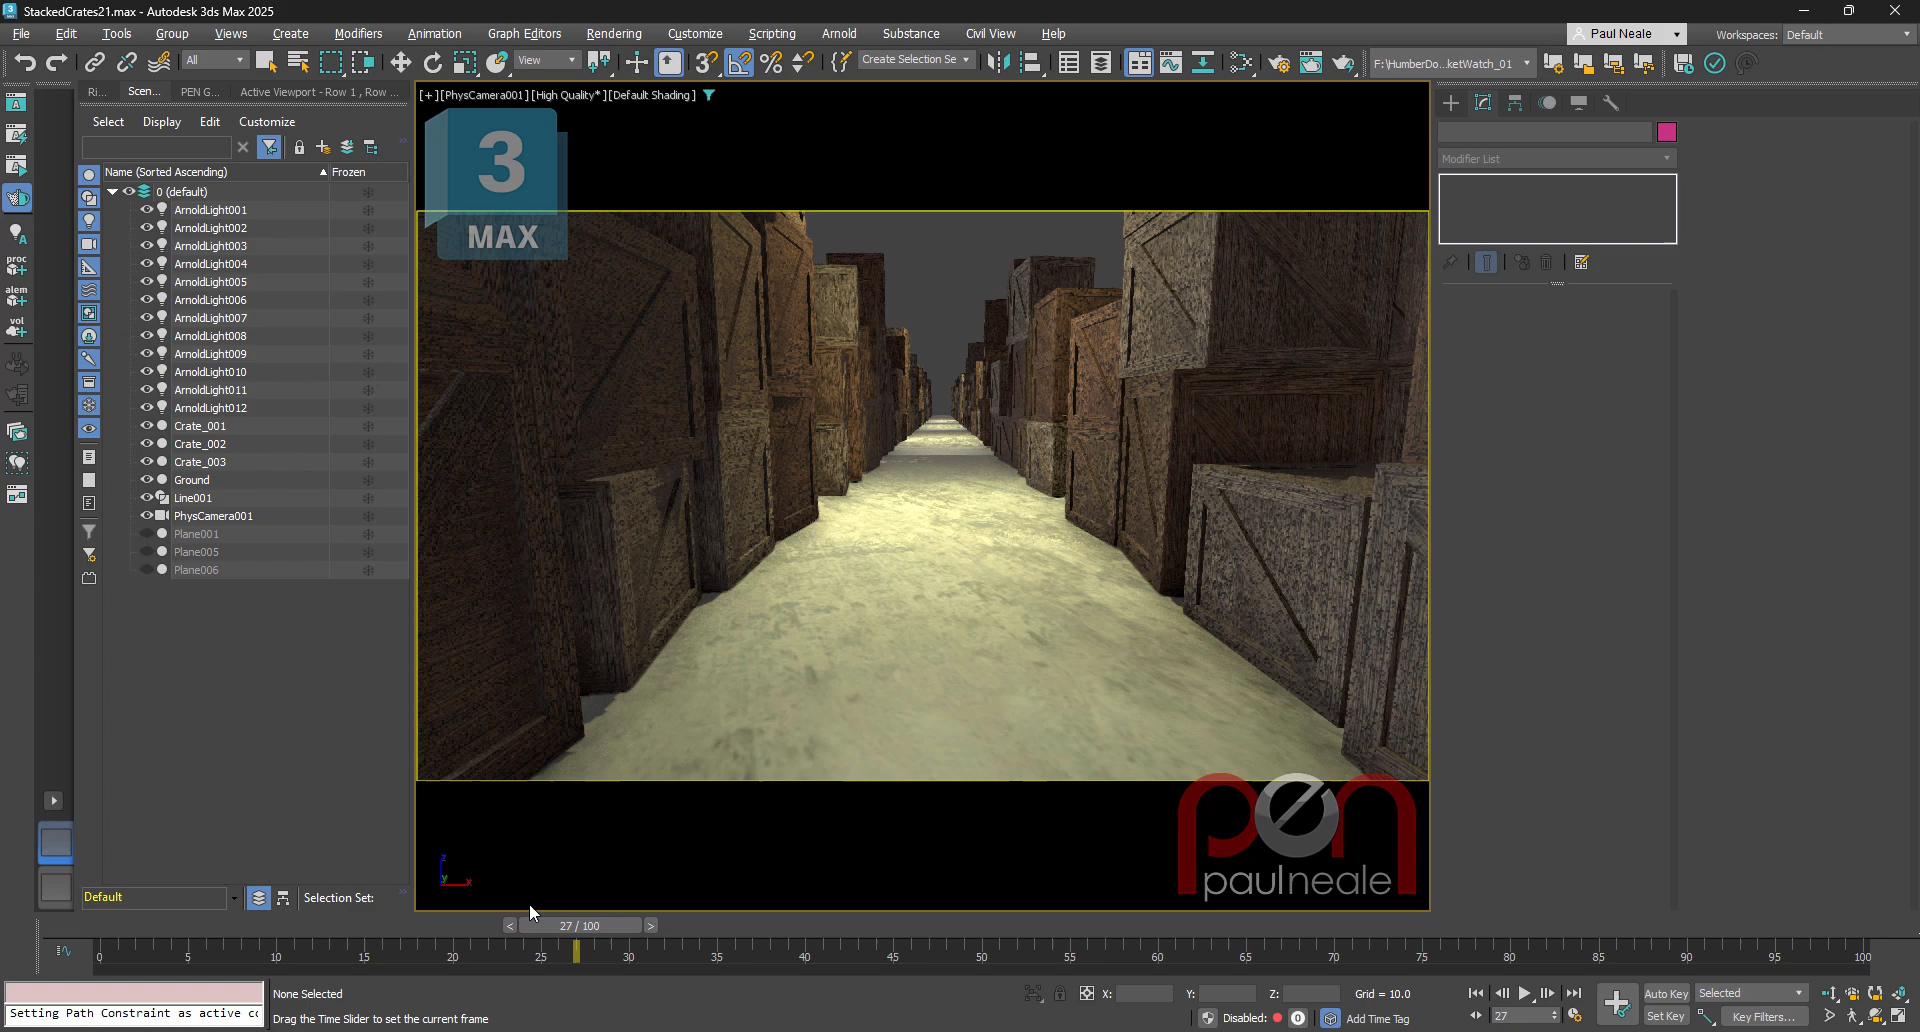 StackedCrates21.max - Autodesk 3ds Max 2025
File Edit Tools Group Views Create Modifiers Animation Graph Editors Rendering Customize Scripting Arnold Substance Civil View Help
Paul Neale
Workspaces: Default
All
View
Create Selection Se
F:\HumberDo...ketWatch_01
Ri... Scen... PEN G... Active Viewport - Row 1 , Row ...
[+][PhysCamera001][High Quality*][Default Shading]
Select Display Edit Customize
Modifier List
Name (Sorted Ascending) Frozen
0 (default)
ArnoldLight001
ArnoldLight002
ArnoldLight003
ArnoldLight004
ArnoldLight005
ArnoldLight006
ArnoldLight007
ArnoldLight008
ArnoldLight009
ArnoldLight010
ArnoldLight011
ArnoldLight012
Crate_001
Crate_002
Crate_003
Ground
Line001
PhysCamera001
Plane001
Plane005
Plane006
proc
alem
vol
3
MAX
pen
paulneale
z
y
x
Default
Selection Set:
< 27 / 100 >
0 5 10 15 20 25 30 35 40 45 50 55 60 65 70 75 80 85 90 95 100
None Selected
X: Y: Z: Grid = 10.0
Auto Key Selected
Setting Path Constraint as active co
Drag the Time Slider to set the current frame
Disabled: 0 Add Time Tag
27
Set Key Key Filters...